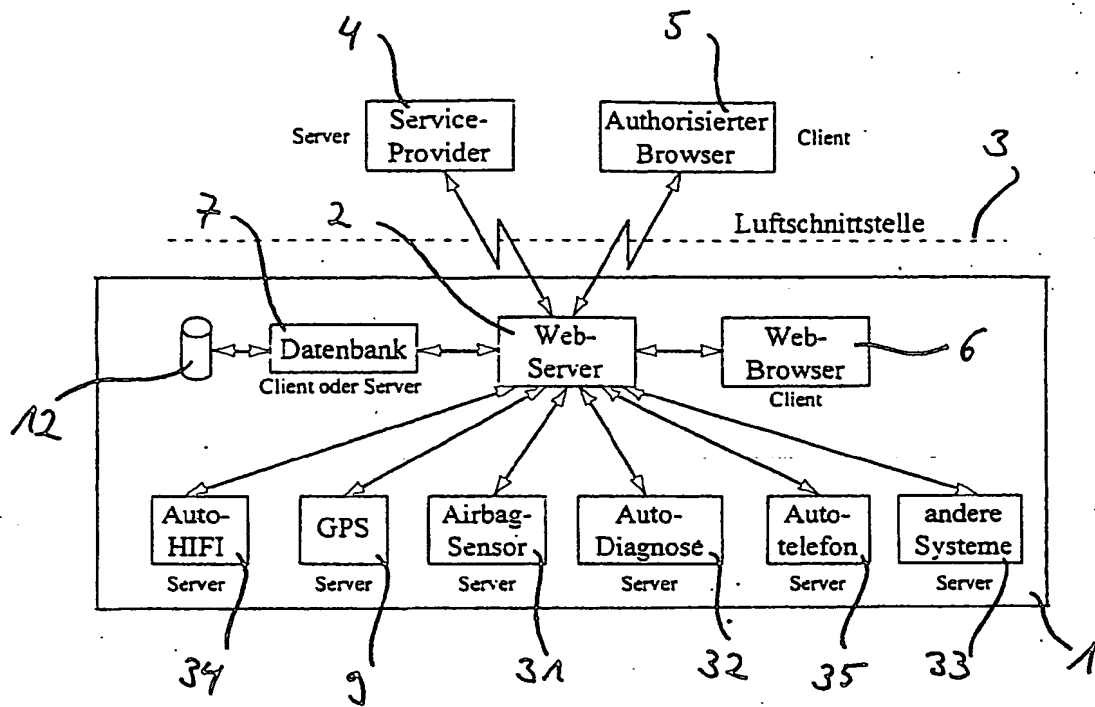 4
5
Server
Service-
Provider
Authorisierter
Browser
Client
3
7
2
Luftschnittstelle
Datenbank
Client oder Server
Web-
Server
Web-
Browser
Client
6
12
Auto-
HIFI
Server
GPS
Server
Airbag-
Sensor
Server
Auto-
Diagnose
Server
Auto-
telefon
Server
andere
Systeme
Server
34
9
31
32
35
33
1